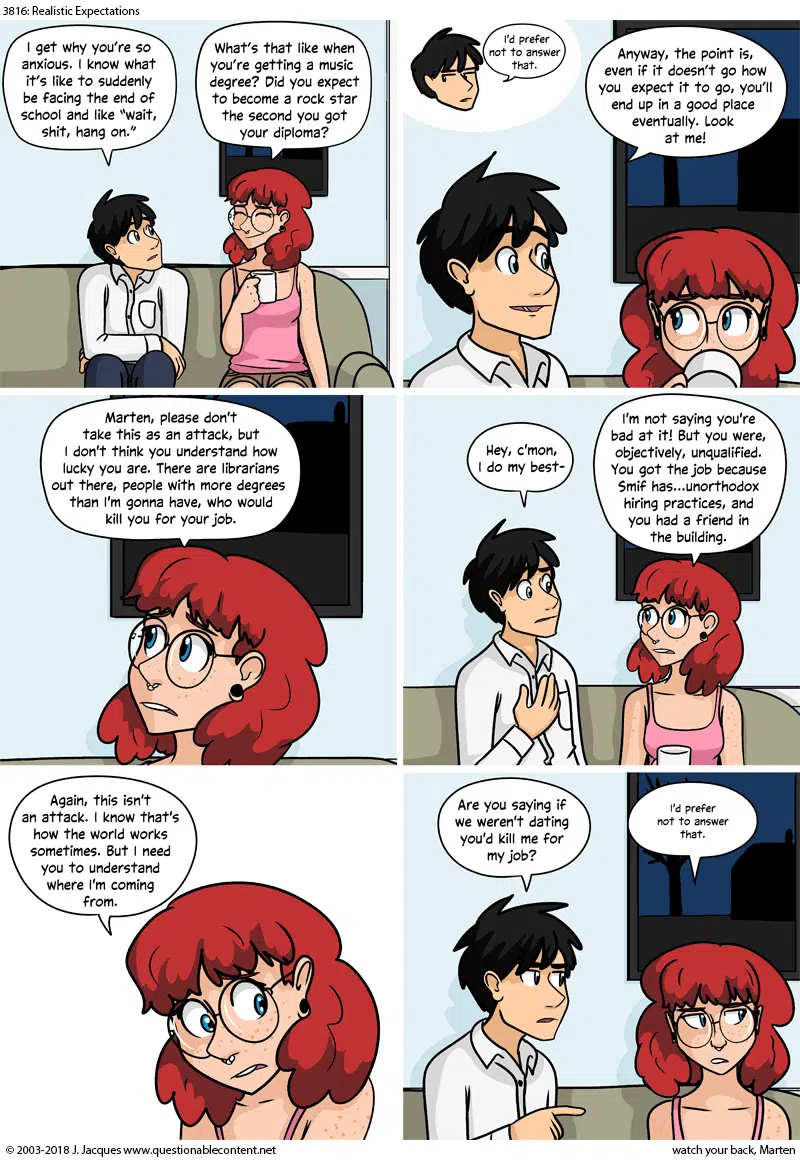 3816: Realistic Expectations
I get why you're so
anxious. I know what
it's like to suddenly
be facing the end of
school and like "wait,
shit, hang on."
What's that like when
you're getting a music
degree? Did you expect
to become a rock star
the second you got
your diploma?
I'd prefer
not to answer
that.
Anyway, the point is,
even if it doesn't go how
you expect it to go, you'll
end up in a good place
eventually. Look
at me!
Marten, please don't
take this as an attack, but
I don't think you understand how
lucky you are. There are librarians
out there, people with more degrees
than I'm gonna have, who would
kill you for your job.
Hey, c'mon,
I do my best-
I'm not saying you're
bad at it! But you were,
objectively, unqualified.
You got the job because
Smif has...unorthodox
hiring practices, and
you had a friend in
the building.
Again, this isn't
an attack. I know that's
how the world works
sometimes. But I need
you to understand
where I'm coming
from.
Are you saying if
we weren't dating
you'd kill me for
my job?
I'd prefer
not to answer
that.
© 2003-2018 J. Jacques www.questionablecontent.net
watch your back, Marten